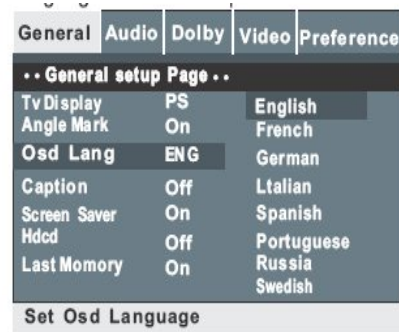 General Audio Dolby Video Preference
•• General setup Page ••
Tv Display PS English
Angle Mark On French
Osd Lang ENG German
Caption Off Ltalian
Screen Saver On Spanish
Hdcd Off Portuguese
Last Momory On Russia
Swedish
Set Osd Language